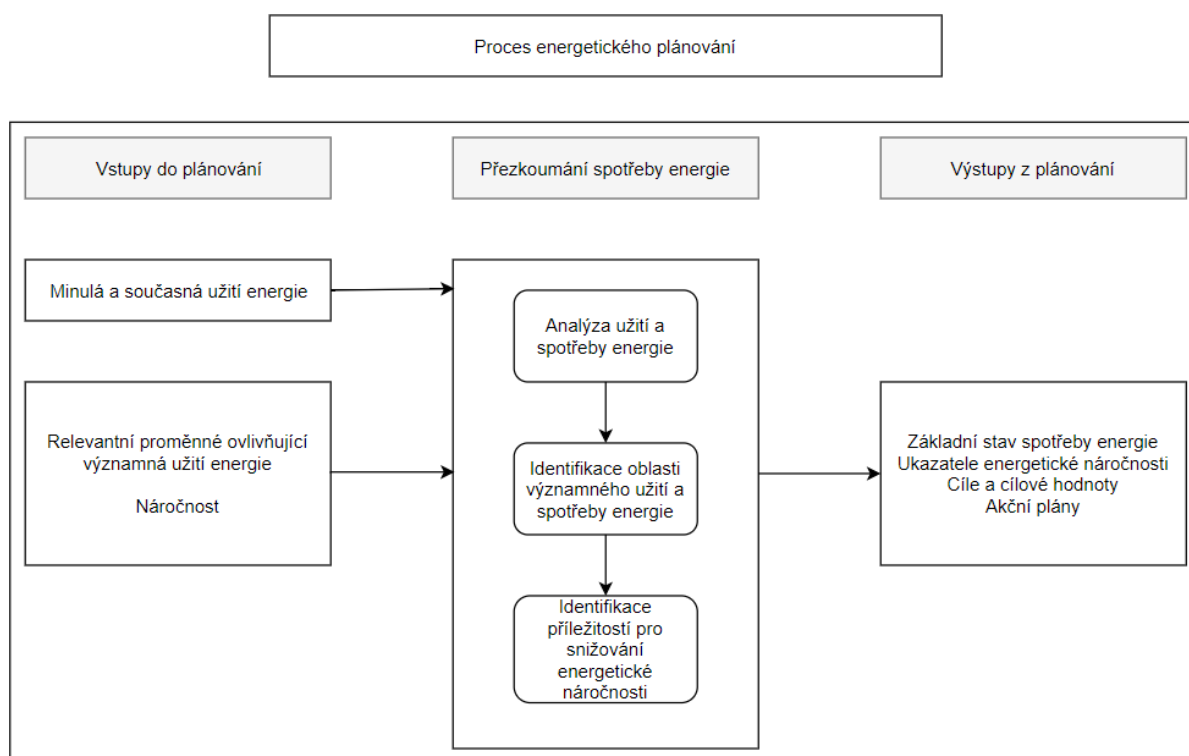 Proces energetického plánování
Vstupy do plánování
Přezkoumání spotřeby energie
Výstupy z plánování
Minulá a současná užití energie
Relevantní proměnné ovlivňující
významná užití energie
Náročnost
Analýza užití a
spotřeby energie
Identifikace oblasti
významného užití a
spotřeby energie
Identifikace
příležitostí pro
snižování
energetické
náročnosti
Základní stav spotřeby energie
Ukazatele energetické náročnosti
Cíle a cílové hodnoty
Akční plány